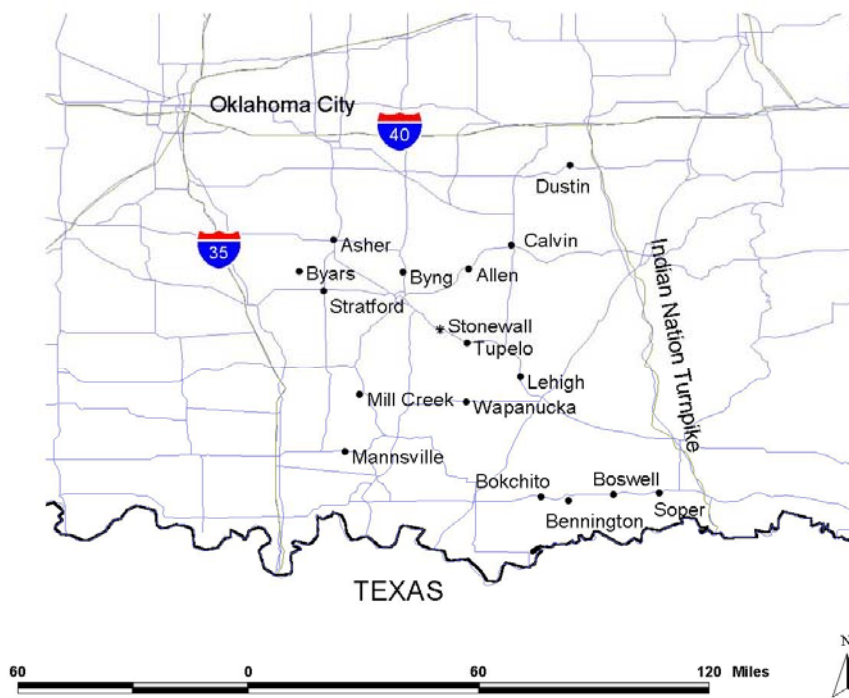 Oklahoma City
40
Dustin
Asher
Calvin
35
Byars
Byng
Allen
Stratford
Indian Nation Turnpike
Stonewall
Tupelo
Lehigh
Mill Creek
Wapanucka
Mannsville
Bokchito
Boswell
Bennington
Soper
TEXAS
N
60 0 60 120 Miles